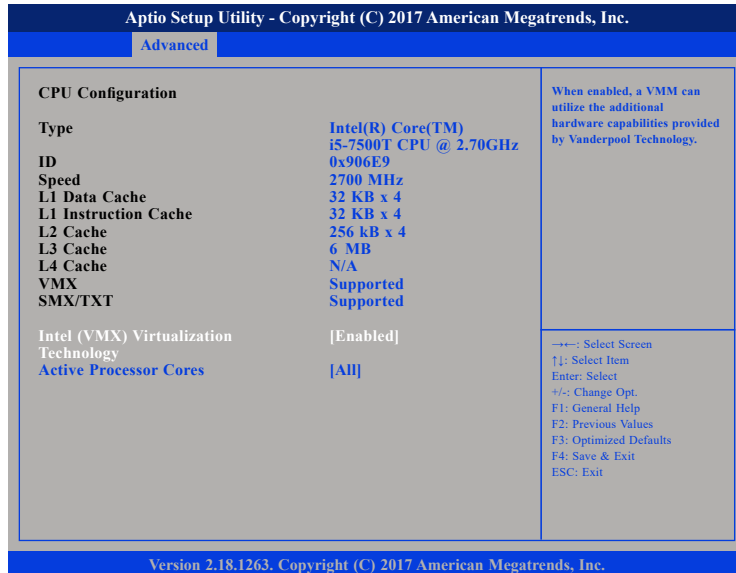 Aptio Setup Utility - Copyright (C) 2017 American Megatrends, Inc.
Advanced
CPU Configuration
Type Intel(R) Core(TM)
i5-7500T CPU @ 2.70GHz
ID 0x906E9
Speed 2700 MHz
L1 Data Cache 32 KB x 4
L1 Instruction Cache 32 KB x 4
L2 Cache 256 kB x 4
L3 Cache 6 MB
L4 Cache N/A
VMX Supported
SMX/TXT Supported
Intel (VMX) Virtualization [Enabled]
Technology
Active Processor Cores [All]
When enabled, a VMM can
utilize the additional
hardware capabilities provided
by Vanderpool Technology.
→←: Select Screen
↑↓: Select Item
Enter: Select
+/-: Change Opt.
F1: General Help
F2: Previous Values
F3: Optimized Defaults
F4: Save & Exit
ESC: Exit
Version 2.18.1263. Copyright (C) 2017 American Megatrends, Inc.